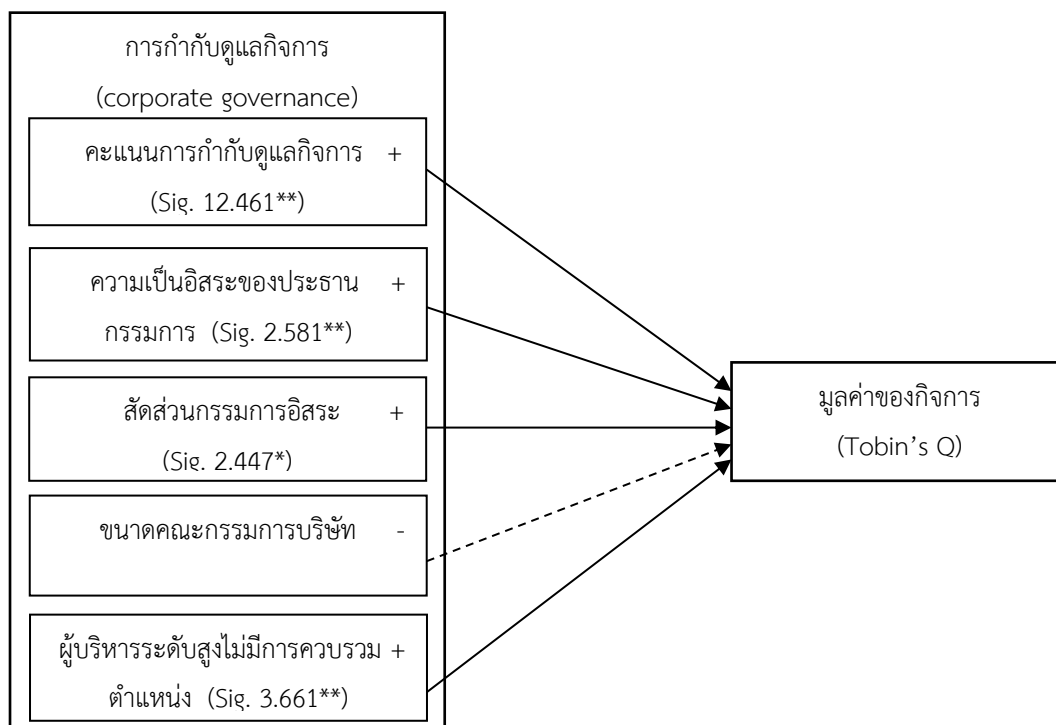 การกำกับดูแลกิจการ
(corporate governance)
คะแนนการกำกับดูแลกิจการ +
(Sig. 12.461**)
ความเป็นอิสระของประธาน +
กรรมการ (Sig. 2.581**)
สัดส่วนกรรมการอิสระ +
(Sig. 2.447*)
ขนาดคณะกรรมการบริษัท -
ผู้บริหารระดับสูงไม่มีการควบรวม +
ตำแหน่ง (Sig. 3.661**)
มูลค่าของกิจการ
(Tobin’s Q)